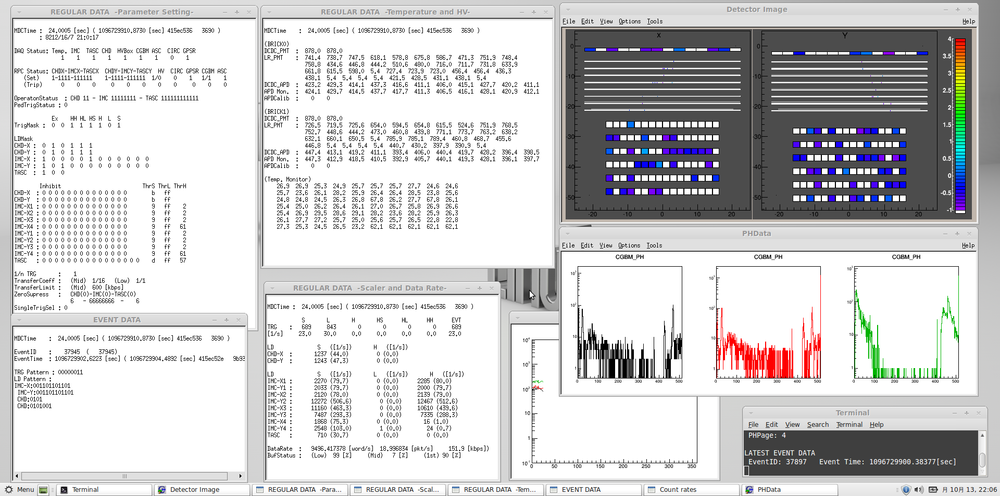 REGULAR DATA  -Parameter Setting-
MDCTime :  24.0005 [sec] ( 1096729910.8730 [sec] 415ec536   3690 )
: 8212/16/7 21:0:17
DAQ Status: Temp. IMC  TASC CHD  HVBox CGBM ASC  CIRC GPSR
1    1    1    1    1    1    1    0   1
RPC Status: CHDX-IMCX-TASCX  CHDY-IMCY-TASCY  HV  CIRC GPSR CGBM ASC
(Set)    1-1111-111111    1-1111-111111  1/0    0    1   1/1    1
(Trip)      0   0   0   0      0   0   0   0   0   0    0    0    0
OperatonStatus  : CHD 11 - IMC 11111111 - TASC 111111111111
PedTrigStatus : 0
Ex    HH HL HS H  L  S
TrigMask :  0  0  1  1  1  1  0  1
LDMask
CHD-X  :  0  1  0  1  1  1
CHD-Y  :  0  1  0  1  1  1
IMC-X :  1  0  0  0  0  1  0  0  0  0  0  0
IMC-Y :  1  0  1  0  0  0  0  0  0  0  0  0
TASC  :  1  0  0
Inhibit    ThrS ThrL ThrH
CHD-X  : 0 0 0 0 0 0 0 0 0 0 0 0 0 0    b   ff
CHD-Y  : 0 0 0 0 0 0 0 0 0 0 0 0 0 0    b   ff
IMC-X1 : 0 0 0 0 0 0 0 0 0 0 0 0 0 0    9   ff    2
IMC-X2 : 0 0 0 0 0 0 0 0 0 0 0 0 0 0    9   ff    2
IMC-X3 : 0 0 0 0 0 0 0 0 0 0 0 0 0 0    9   ff    2
IMC-X4 : 0 0 0 0 0 0 0 0 0 0 0 0 0 0    9   ff   61
IMC-Y1 : 0 0 0 0 0 0 0 0 0 0 0 0 0 0    9   ff    2
IMC-Y2 : 0 0 0 0 0 0 0 0 0 0 0 0 0 0    9   ff    2
IMC-Y3 : 0 0 0 0 0 0 0 0 0 0 0 0 0 0    9   ff    2
IMC-Y4 : 0 0 0 0 0 0 0 0 0 0 0 0 0 0    9   ff   61
TASC   : 0 0 0 0 0 0 0 0 0 0 0 0 0 0 0 0    d   ff   57
1/n TRG       :    1
TransferCoeff :   (Mid)  1/16   (Low)  1/1
TransferLimit :   (Mid)  600 [kbps]
ZeroSupress   :   CHD(0)-IMC(0)-TASC(0)
6   - 66666666  -    6
SingleTrigSel : 0
EVENT DATA
MDCTime   :  24.0005 [sec] ( 1096729910.8730 [sec] 415ec536   3690 )
EventID   :    37945  (   37945)
EventTime : 1096729902.6223 [sec] ( 1096729904.4892 [sec] 415ec52e   9b93
TRG Pattern : 00000011
LD Pattern :
IMC-X:001101101101
IMC-Y:001101101101
CHD:0101
CHD:0101001
REGULAR DATA  -Temperature and HV-
MDCTime    :  24.0005 [sec] ( 1096729910.8730 [sec] 415ec536   3690 )
(BRICK0)
DCDC_PMT  :  878.0  878.0
LR_PMT    :  741.4  738.7  747.5  618.1  578.8  675.8  586.7  471.3  751.9  748.4
758.8  434.6  446.8  444.2  510.6  480.0  716.0  711.7  731.8  633.9
661.8  615.5  598.0  5.4  727.4  723.9  723.0  456.4  456.4  436.3
438.1  5.4  5.4  5.4  5.4  421.5  428.5  431.1  438.1  5.4
DCDC_APD  :  423.2  429.3  414.1  437.3  416.6  411.1  406.0  415.1  427.7  420.2  411.1
APD Mon.  :  424.1  429.7  414.5  437.7  417.7  411.3  406.5  416.1  428.1  420.9  412.1
APDCalib  :    0    0
(BRICK1)
DCDC_PMT  :  878.0  878.0
LR_PMT    :  726.5  719.5  725.6  654.0  594.5  654.8  615.5  524.6  751.9  768.5
752.7  448.6  444.2  473.0  460.8  439.8  771.1  773.7  763.2  638.2
632.1  660.1  650.5  5.4  785.9  785.1  789.4  460.8  468.7  455.6
446.8  5.4  5.4  5.4  5.4  440.7  430.2  397.9  390.9  5.4
DCDC_APD  :  447.4  413.1  419.2  411.1  393.4  406.0  440.4  419.7  428.2  396.4  398.5
APD Mon.  :  447.3  412.9  418.5  410.5  392.9  405.7  440.1  419.3  428.1  396.1  397.7
APDCalib  :    0    0
(Temp. Monitor)
26.9  26.9  25.3  24.9  25.7  25.7  25.7  27.7  24.6  24.6
25.7  23.6  26.1  28.2  25.9  26.4  26.4  28.5  23.8  25.6
24.8  24.8  24.5  26.3  26.8  67.8  26.2  27.7  67.8  26.1
25.4  25.0  26.2  26.4  26.1  27.0  26.7  25.8  26.9  26.6
25.4  26.9  29.5  28.6  29.1  28.2  23.6  28.2  25.9  26.3
26.1  27.7  27.2  25.7  25.0  25.6  25.7  26.5  22.8  22.8
27.3  25.3  24.5  26.5  23.2  62.1  62.1  62.1  62.1  62.1
REGULAR DATA  -Scaler and Data Rate-
MDCTime :  24.0005 [sec] ( 1096729910.8730 [sec] 415ec536   3690 )
S    L    H    HS    HL    HH    EVT
TRG    :   689    843    0    0    0    0    689
[1/s]    23.0   30.0    0.0    0.0    0.0    0.0    23.0
LD    S   ([1/s])    H   ([1/s])
CHD-X  :    1237 (44.0)    0 (0.0)
CHD-Y  :    1243 (47.3)    0 (0.0)
LD    S   ([1/s])    L   ([1/s])    H   ([1/s])
IMC-X1 :    2270 (79.7)    0 (0.0)    2285 (80.0)
IMC-Y1 :    2033 (79.7)    0 (0.0)    2000 (79.7)
IMC-X2 :    2120 (78.0)    0 (0.0)    2139 (79.0)
IMC-Y2 :    12272 (506.6)    0 (0.0)    12467 (512.6)
IMC-X3 :    11160 (463.3)    0 (0.0)    10610 (439.6)
IMC-Y3 :    7487 (293.3)    0 (0.0)    7335 (288.3)
IMC-X4 :    1868 (75.3)    0 (0.0)    16 (1.0)
IMC-Y4 :    2548 (103.0)    1 (0.0)    24 (0.7)
TASC   :    710 (30.7)    0 (0.0)    0 (0.0)
DataRate  :   9496.417378 [word/s]  18.996834 [pkt/s]     151.9 [kbps])
BufStatus :   (Low)  99 [%]     (Mid)   7 [%]    (1st) 90 [%]
10^4
10^3
10^2
10
1
10^-1
0 50 100 150 200 250 300 350
Detector Image
File  Edit  View  Options  Tools  Help
X
0
-10
-20
-30
-40
-50
-20 -10 0 10 20
Y
0
-10
-20
-30
-40
-50
-20 -10 0 10 20
4
3.5
3
2.5
2
1.5
1
0.5
0
-0.5
-1
PHData
File  Edit  View  Options  Tools  Help
CGBM_PH
10^3
10^2
10
1
0 100 200 300 400 500
CGBM_PH
10^3
10^2
10
1
0 100 200 300 400 500
CGBM_PH
10^3
10^2
10
1
0 100 200 300 400 500
Terminal
File  Edit  View  Search  Terminal  Help
PHPage: 4
LATEST EVENT DATA
EventID: 37897   Event Time: 1096729900.38377[sec]
Menu
Terminal
Detector Image
REGULAR DATA  -Para...
REGULAR DATA  -Scal...
REGULAR DATA  -Tem...
EVENT DATA
Count rates
PHData
月 10月 13, 22:06